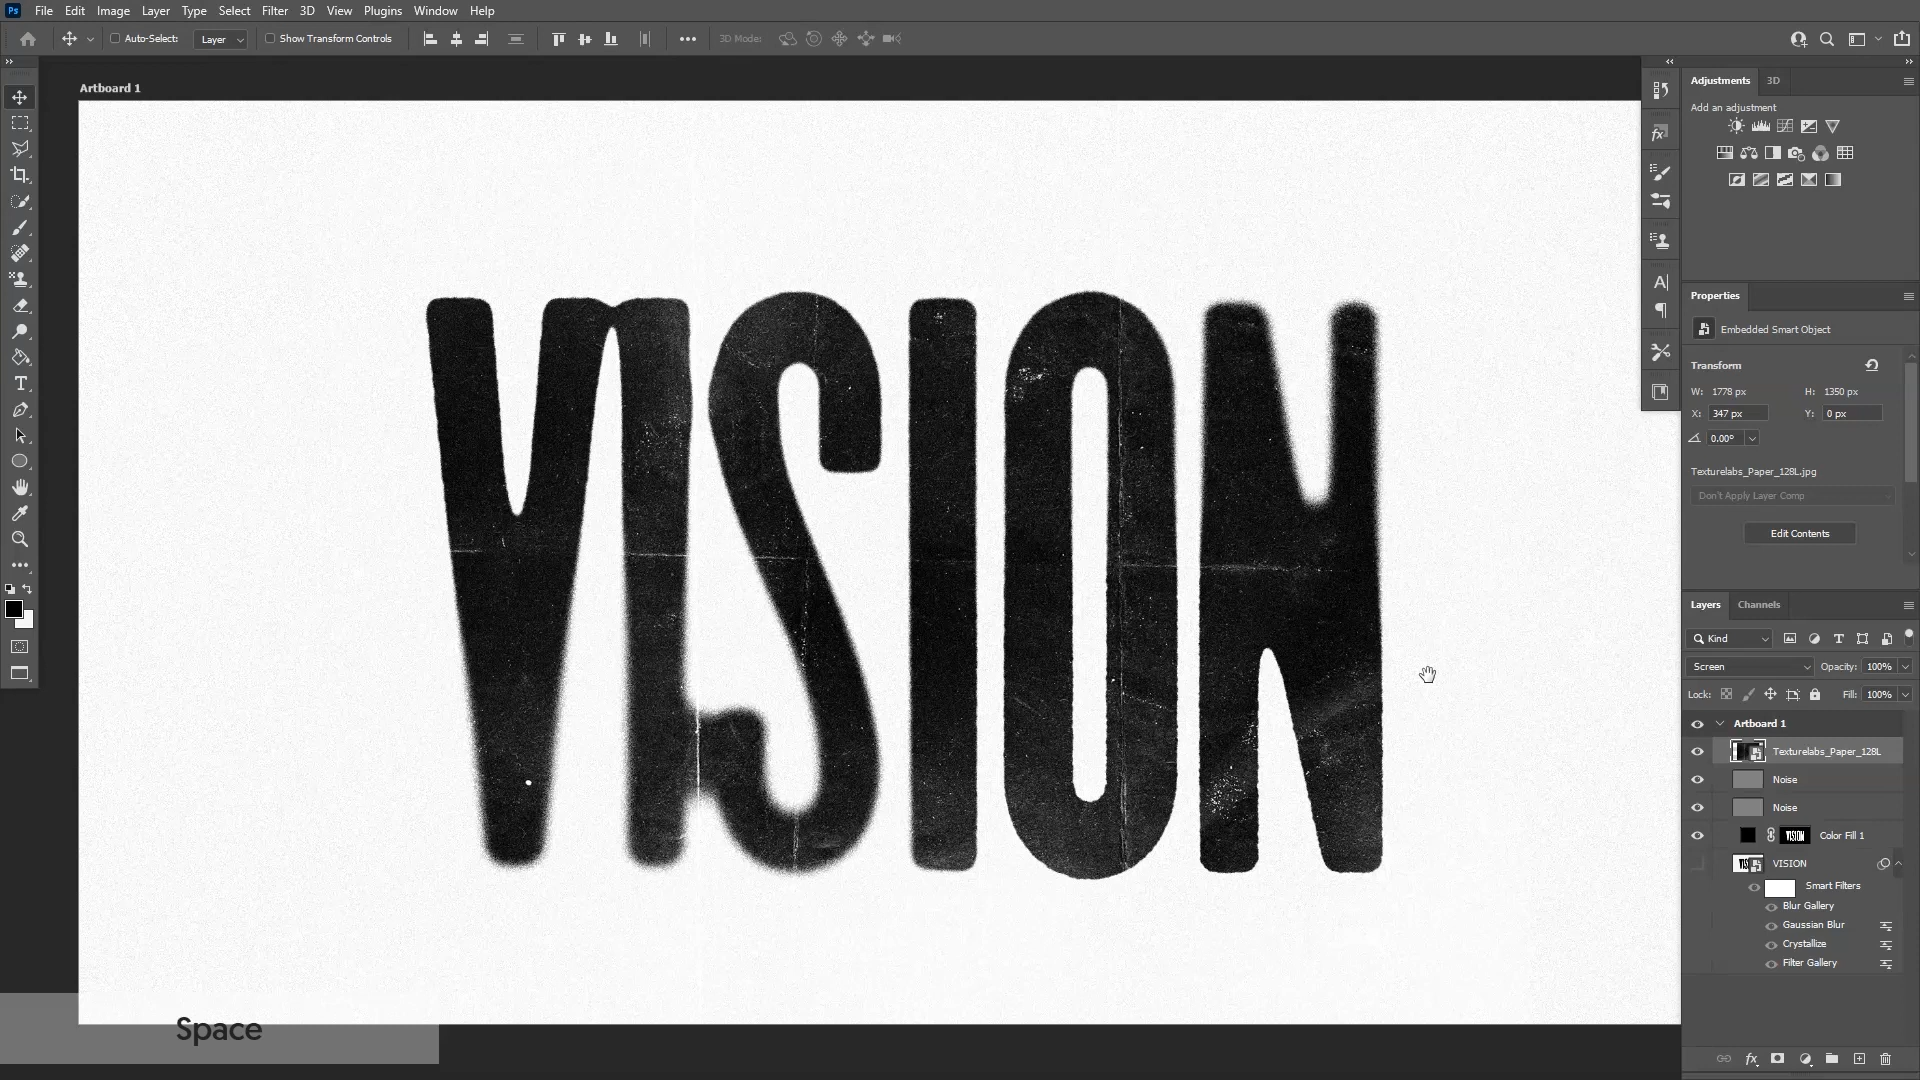 Ps File Edit Image Layer Type Select Filter 3D View Plugins Window Help
Auto-Select: Layer Show Transform Controls 3D Mode:
Artboard 1
VISION
Space
Adjustments 3D
Add an adjustment
Properties
Embedded Smart Object
Transform
W: 1778 px H: 1350 px
X: 347 px Y: 0 px
0.00°
Texturelabs_Paper_128L.jpg
Don't Apply Layer Comp
Edit Contents
Layers Channels
Kind
Screen Opacity: 100%
Lock: Fill: 100%
Artboard 1
Texturelabs_Paper_128L
Noise
Noise
VISION Color Fill 1
VISION
Smart Filters
Blur Gallery
Gaussian Blur
Crystallize
Filter Gallery